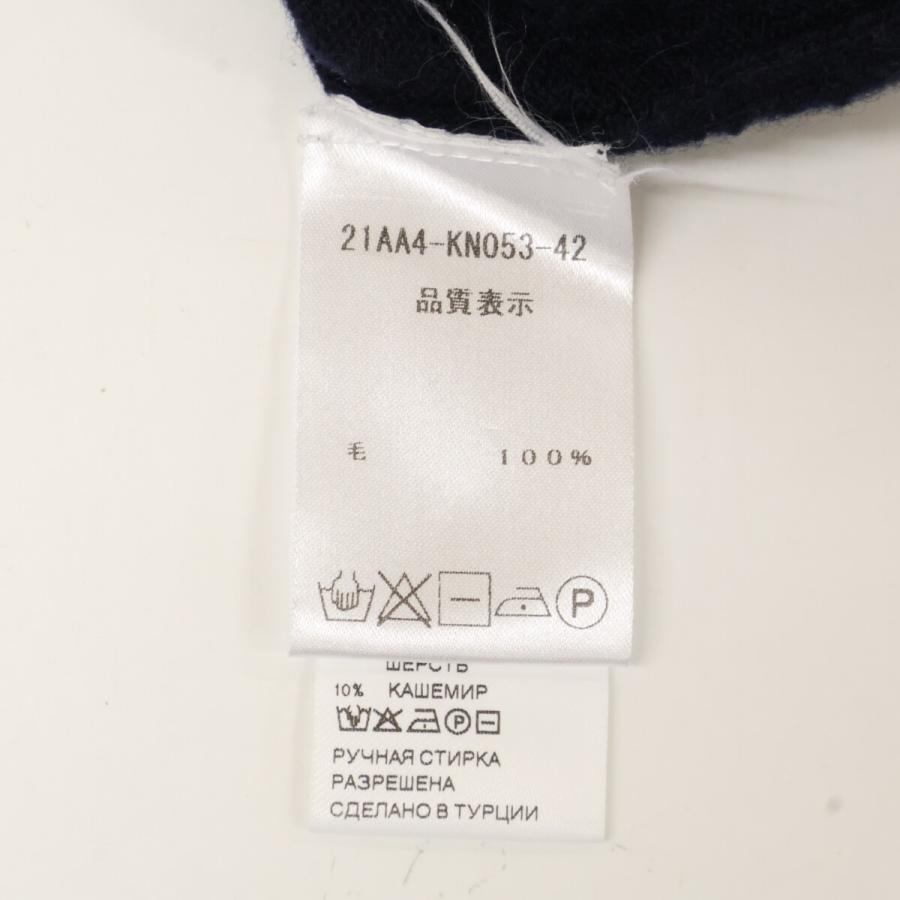 21AA4-KN053-42
品質表示
毛 100%
P
ШЕРСТЬ
10% КАШЕМИР
P
РУЧНАЯ СТИРКА
РАЗРЕШЕНА
СДЕЛАНО В ТУРЦИИ